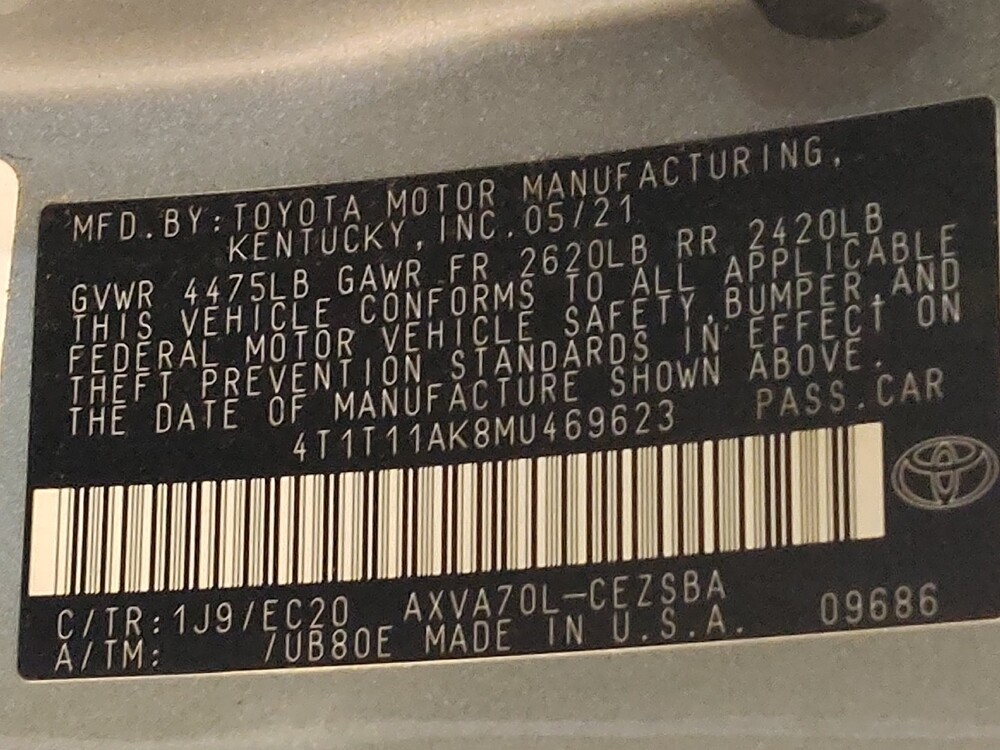 MFD.BY:TOYOTA MOTOR MANUFACTURING,
KENTUCKY,INC.05/21
GVWR 4475LB GAWR FR 2620LB RR 2420LB
THIS VEHICLE CONFORMS TO ALL APPLICABLE
FEDERAL MOTOR VEHICLE SAFETY,BUMPER,AND
THEFT PREVENTION STANDARDS IN EFFECT ON
THE DATE OF MANUFACTURE SHOWN ABOVE.
4T1T11AK8MU469623 PASS.CAR
C/TR:1J9/EC20 AXVA70L-CEZSBA 09686
A/TM: /UB80E MADE IN U.S.A.